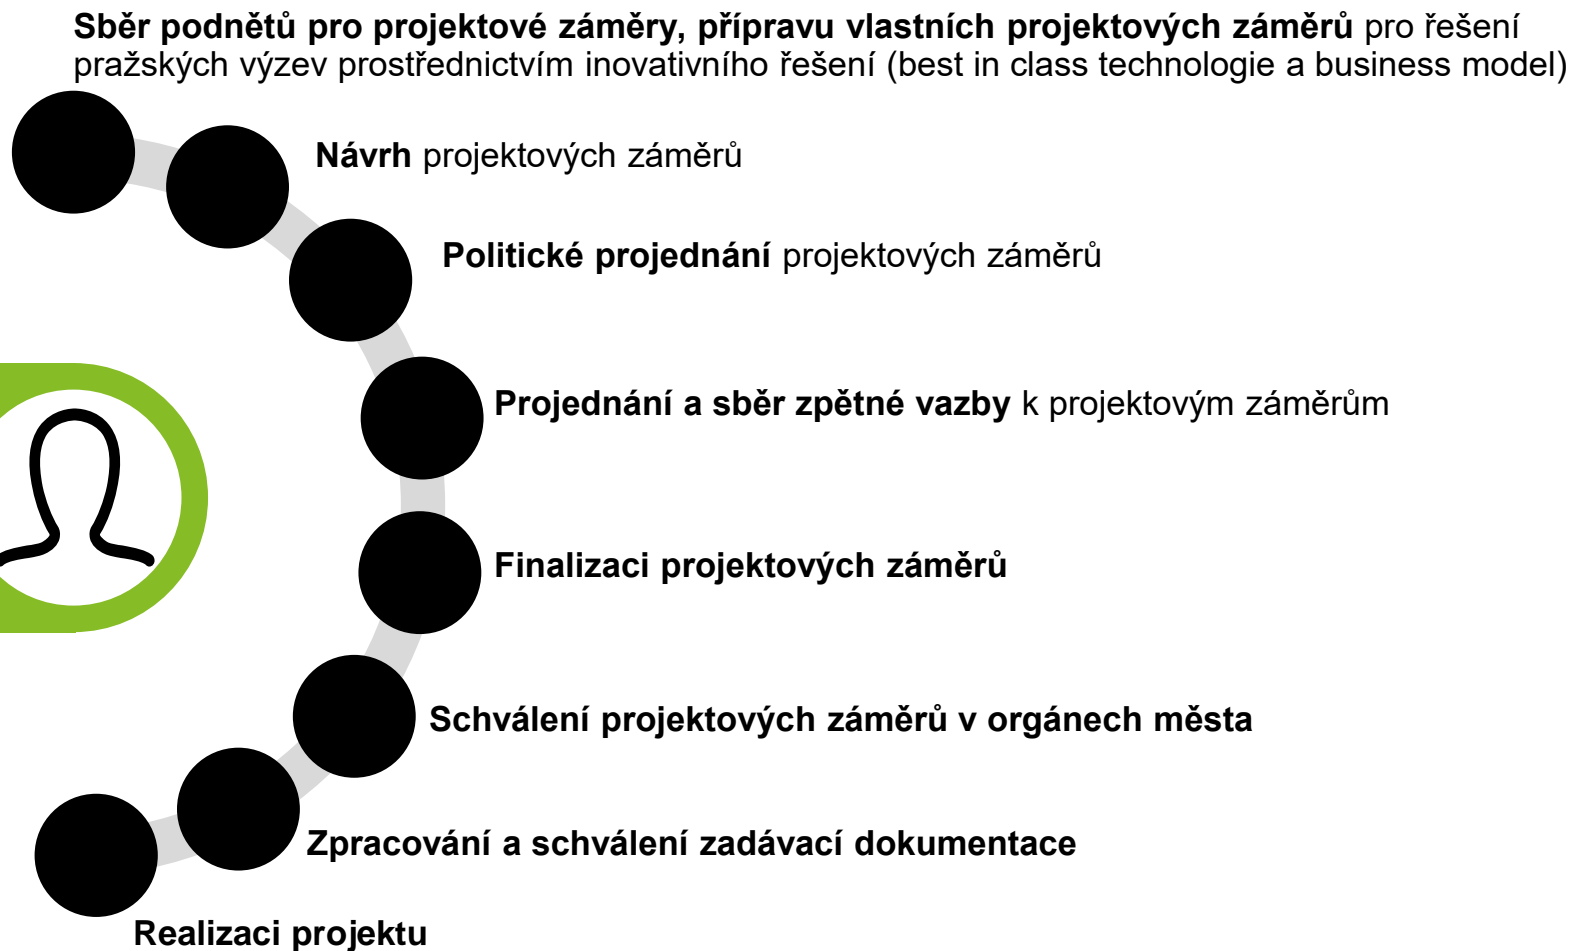 Sběr podnětů pro projektové záměry, přípravu vlastních projektových záměrů pro řešení
pražských výzev prostřednictvím inovativního řešení (best in class technologie a business model)
Návrh projektových záměrů
Politické projednání projektových záměrů
Projednání a sběr zpětné vazby k projektovým záměrům
Finalizaci projektových záměrů
Schválení projektových záměrů v orgánech města
Zpracování a schválení zadávací dokumentace
Realizaci projektu